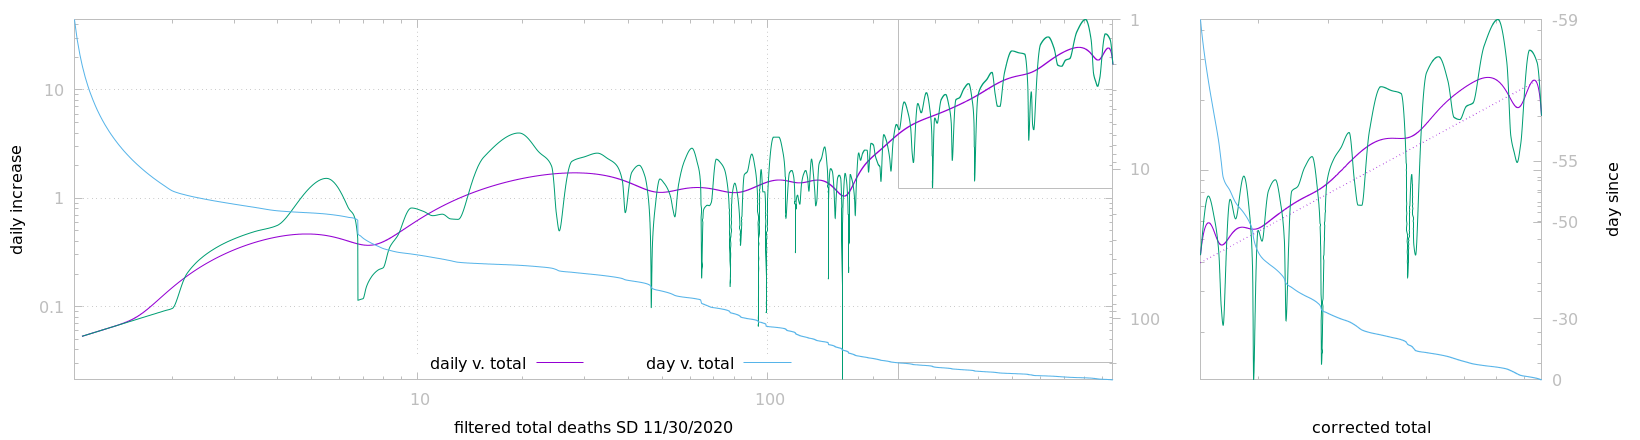 10
1
0.1
daily increase
daily v. total
day v. total
10
100
filtered total deaths SD 11/30/2020
1
10
100
-59
-55
-50
-30
0
day since
corrected total